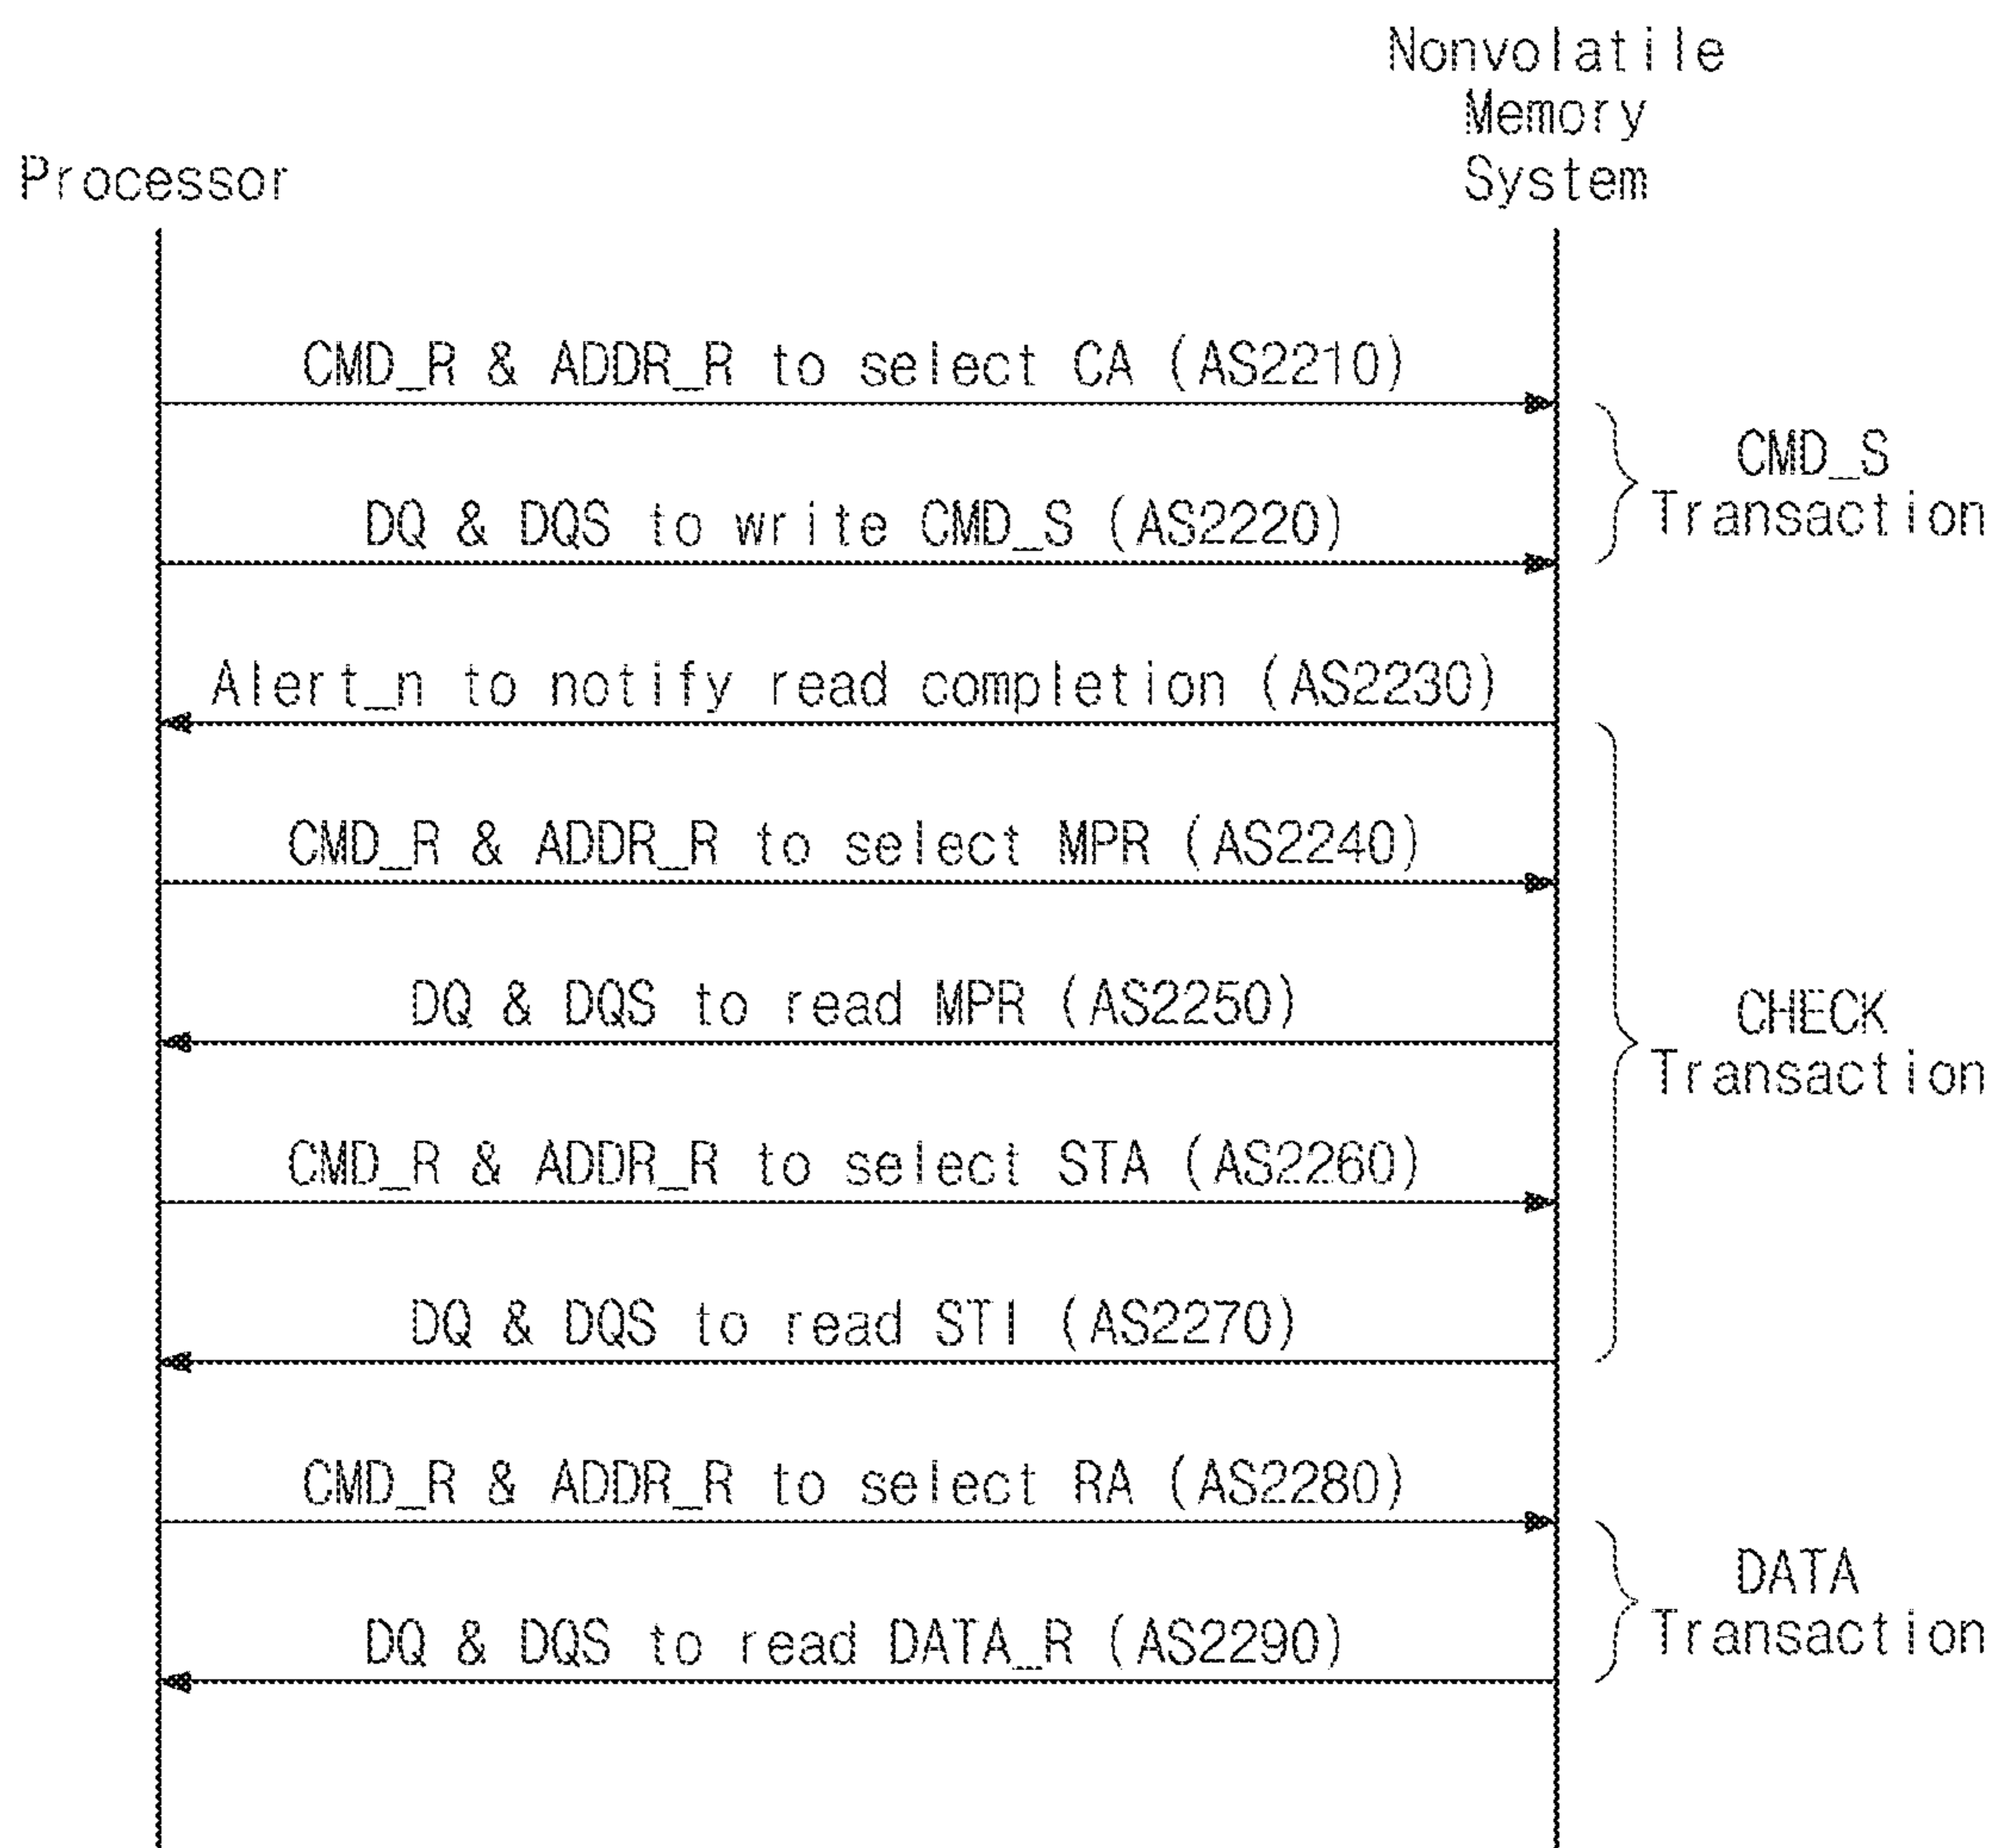 Nonvolatile
Memory
System
Processor
CMD_R & ADDR_R to select CA (AS2210)
CMD_S
Transaction
DQ & DQS to write CMD_S (AS2220)
Alert_n to notify read completion (AS2230)
CMD_R & ADDR_R to select MPR (AS2240)
DQ & DQS to read MPR (AS2250)
CHECK
Transaction
CMD_R & ADDR_R to select STA (AS2260)
DQ & DQS to read STI (AS2270)
CMD_R & ADDR_R to select RA (AS2280)
DATA
Transaction
DQ & DQS to read DATA_R (AS2290)